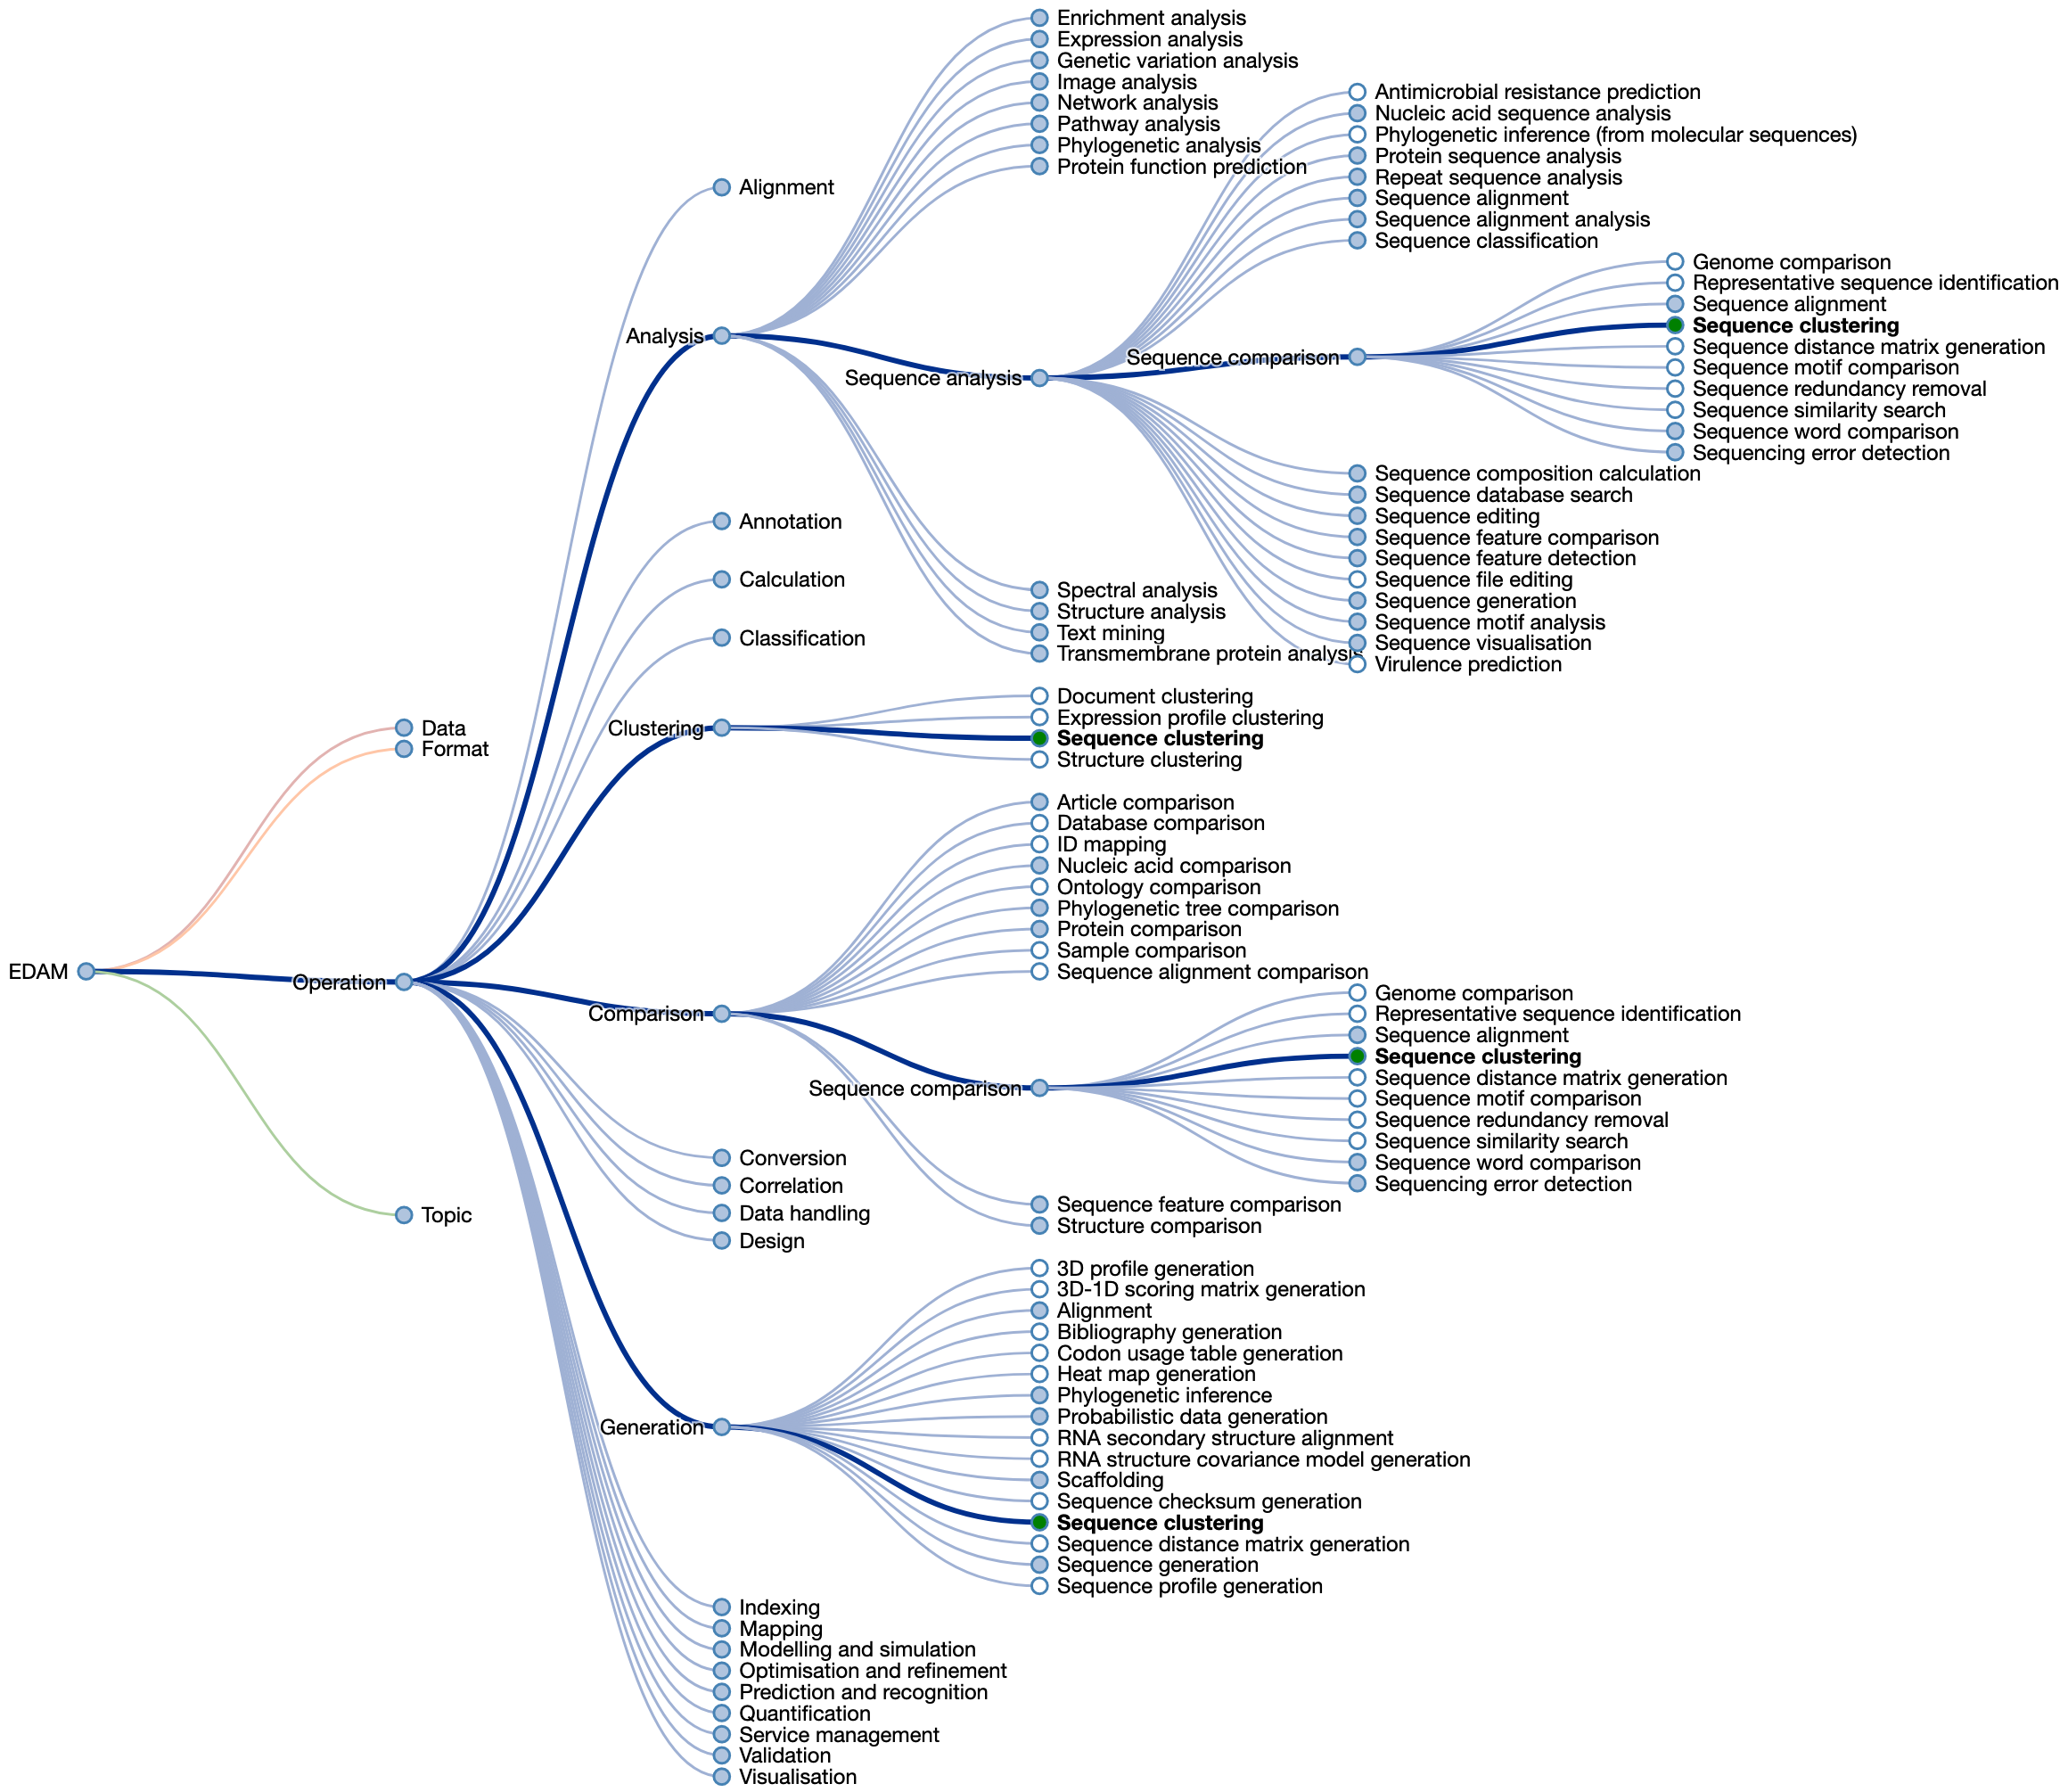 Enrichment analysis
Expression analysis
Genetic variation analysis
Image analysis
Network analysis
Pathway analysis
Phylogenetic analysis
Protein function prediction
Antimicrobial resistance prediction
Nucleic acid sequence analysis
Phylogenetic inference (from molecular sequences)
Protein sequence analysis
Repeat sequence analysis
Sequence alignment
Sequence alignment analysis
Sequence classification
Alignment
Genome comparison
Representative sequence identification
Sequence alignment
Sequence clustering
Sequence distance matrix generation
Sequence motif comparison
Sequence redundancy removal
Sequence similarity search
Sequence word comparison
Sequencing error detection
Analysis
Sequence analysis
Sequence comparison
Sequence composition calculation
Sequence database search
Sequence editing
Sequence feature comparison
Sequence feature detection
Sequence file editing
Sequence generation
Sequence motif analysis
Sequence visualisation
Virulence prediction
Annotation
Calculation
Classification
Spectral analysis
Structure analysis
Text mining
Transmembrane protein analysis
Data
Format
Clustering
Document clustering
Expression profile clustering
Sequence clustering
Structure clustering
Article comparison
Database comparison
ID mapping
Nucleic acid comparison
Ontology comparison
Phylogenetic tree comparison
Protein comparison
Sample comparison
Sequence alignment comparison
EDAM
Operation
Comparison
Sequence comparison
Genome comparison
Representative sequence identification
Sequence alignment
Sequence clustering
Sequence distance matrix generation
Sequence motif comparison
Sequence redundancy removal
Sequence similarity search
Sequence word comparison
Sequencing error detection
Conversion
Correlation
Data handling
Design
Sequence feature comparison
Structure comparison
Topic
3D profile generation
3D-1D scoring matrix generation
Alignment
Bibliography generation
Codon usage table generation
Heat map generation
Phylogenetic inference
Probabilistic data generation
RNA secondary structure alignment
RNA structure covariance model generation
Scaffolding
Sequence checksum generation
Sequence clustering
Sequence distance matrix generation
Sequence generation
Sequence profile generation
Generation
Indexing
Mapping
Modelling and simulation
Optimisation and refinement
Prediction and recognition
Quantification
Service management
Validation
Visualisation